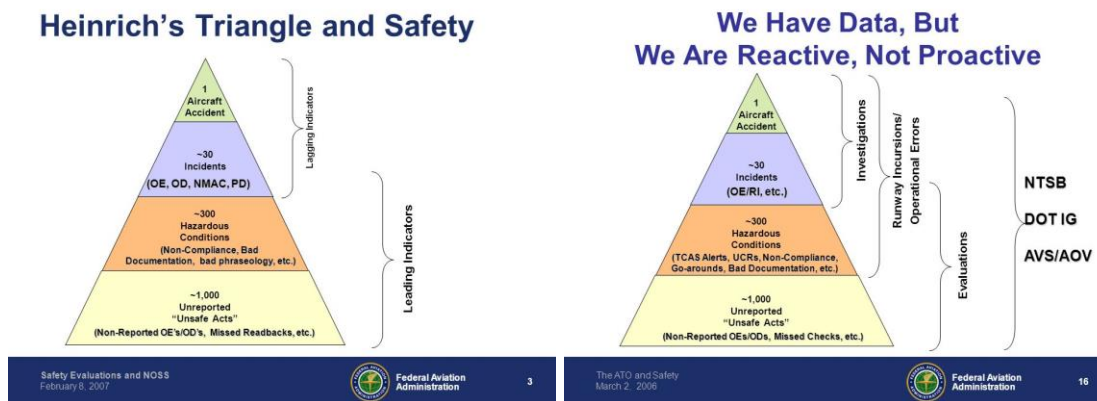 Heinrich's Triangle and Safety
1
Aircraft
Accident
~30
Incidents
(OE, OD, NMAC, PD)
~300
Hazardous
Conditions
(Non-Compliance, Bad
Documentation, bad phraseology, etc.)
~1,000
Unreported
"Unsafe Acts"
(Non-Reported OE's/OD's, Missed Readbacks, etc.)
Lagging Indicators
Leading Indicators
Safety Evaluations and NOSS
February 8, 2007
Federal Aviation
Administration
3
We Have Data, But
We Are Reactive, Not Proactive
1
Aircraft
Accident
~30
Incidents
(OE/RI, etc.)
~300
Hazardous
Conditions
(TCAS Alerts, UCRs, Non-Compliance,
Go-arounds, Bad Documentation, etc.)
~1,000
Unreported
"Unsafe Acts"
(Non-Reported OEs/ODs, Missed Checks, etc.)
Investigations
Runway Incursions/
Operational Errors
Evaluations
NTSB
DOT IG
AVS/AOV
The ATO and Safety
March 2, 2006
Federal Aviation
Administration
16